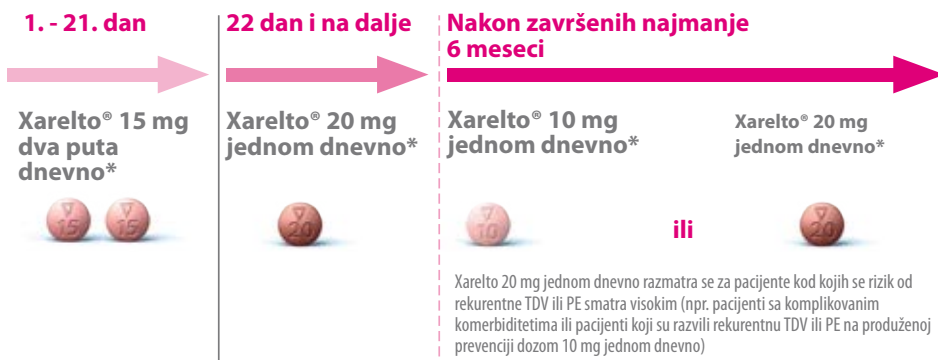 1. - 21. dan
Xarelto® 15 mg
dva puta
dnevno*
15 15
22 dan i na dalje
Xarelto® 20 mg
jednom dnevno*
20
Nakon završenih najmanje
6 meseci
Xarelto® 10 mg
jednom dnevno*
10
ili
Xarelto® 20 mg
jednom dnevno*
20
Xarelto 20 mg jednom dnevno razmatra se za pacijente kod kojih se rizik od
rekurentne TDV ili PE smatra visokim (npr. pacijenti sa komplikovanim
komerbiditetima ili pacijenti koji su razvili rekurentnu TDV ili PE na produženoj
prevenciji dozom 10 mg jednom dnevno)